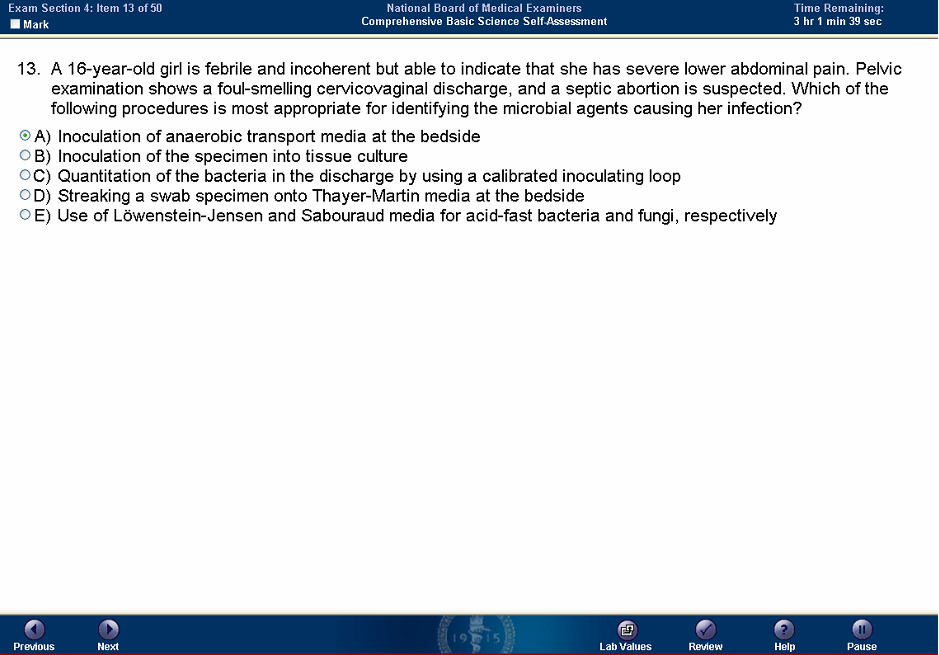 Exam Section 4: Item 13 of 50
National Board of Medical Examiners
Time Remaining:
Mark
Comprehensive Basic Science Self-Assessment
3 hr 1 min 39 sec
13. A 16-year-old girl is febrile and incoherent but able to indicate that she has severe lower abdominal pain. Pelvic
examination shows a foul-smelling cervicovaginal discharge, and a septic abortion is suspected. Which of the
following procedures is most appropriate for identifying the microbial agents causing her infection?
A) Inoculation of anaerobic transport media at the bedside
B) Inoculation of the specimen into tissue culture
C) Quantitation of the bacteria in the discharge by using a calibrated inoculating loop
D) Streaking a swab specimen onto Thayer-Martin media at the bedside
E) Use of Löwenstein-Jensen and Sabouraud media for acid-fast bacteria and fungi, respectively
1915
Previous Next Lab Values Review Help Pause